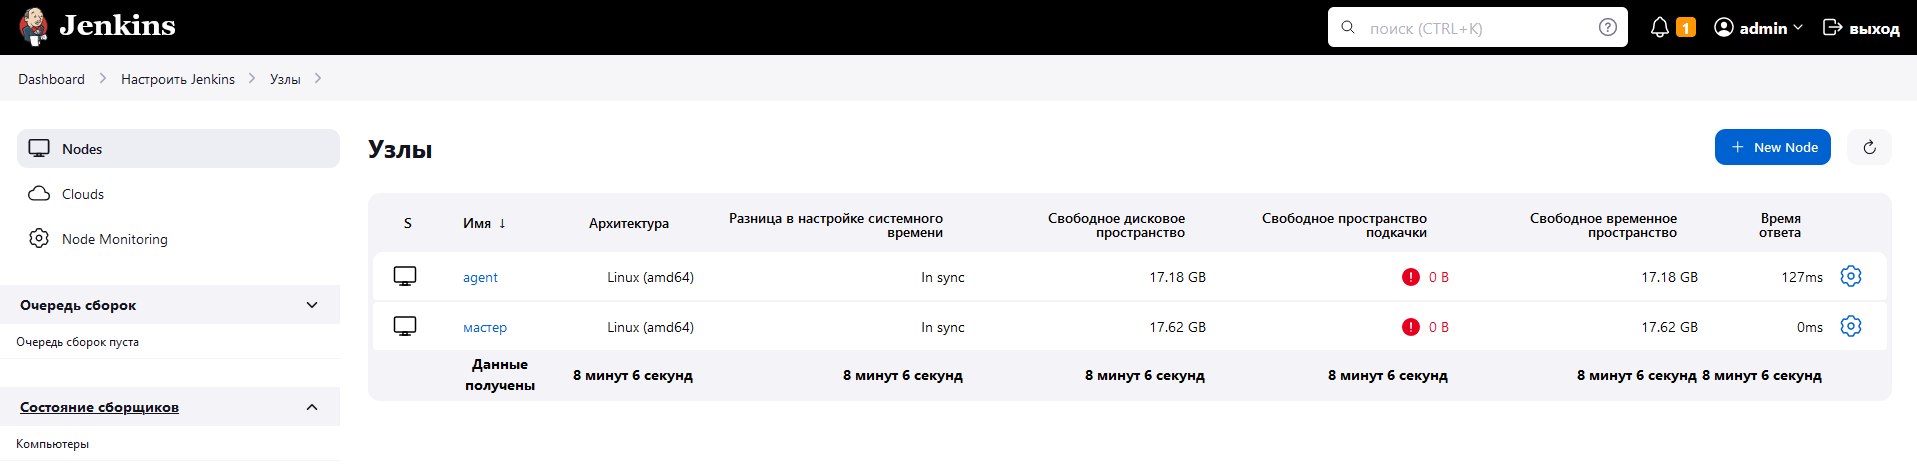 Jenkins
поиск (CTRL+K)
1
admin
выход
Dashboard
Настроить Jenkins
Узлы
Nodes
Clouds
Node Monitoring
Очередь сборок
Очередь сборок пуста
Состояние сборщиков
Компьютеры
Узлы
New Node
S Имя ↓ Архитектура Разница в настройке системного времени Свободное дисковое пространство Свободное пространство подкачки Свободное временное пространство Время ответа
agent Linux (amd64) In sync 17.18 GB 0 B 17.18 GB 127ms
мастер Linux (amd64) In sync 17.62 GB 0 B 17.62 GB 0ms
Данные получены 8 минут 6 секунд 8 минут 6 секунд 8 минут 6 секунд 8 минут 6 секунд 8 минут 6 секунд 8 минут 6 секунд